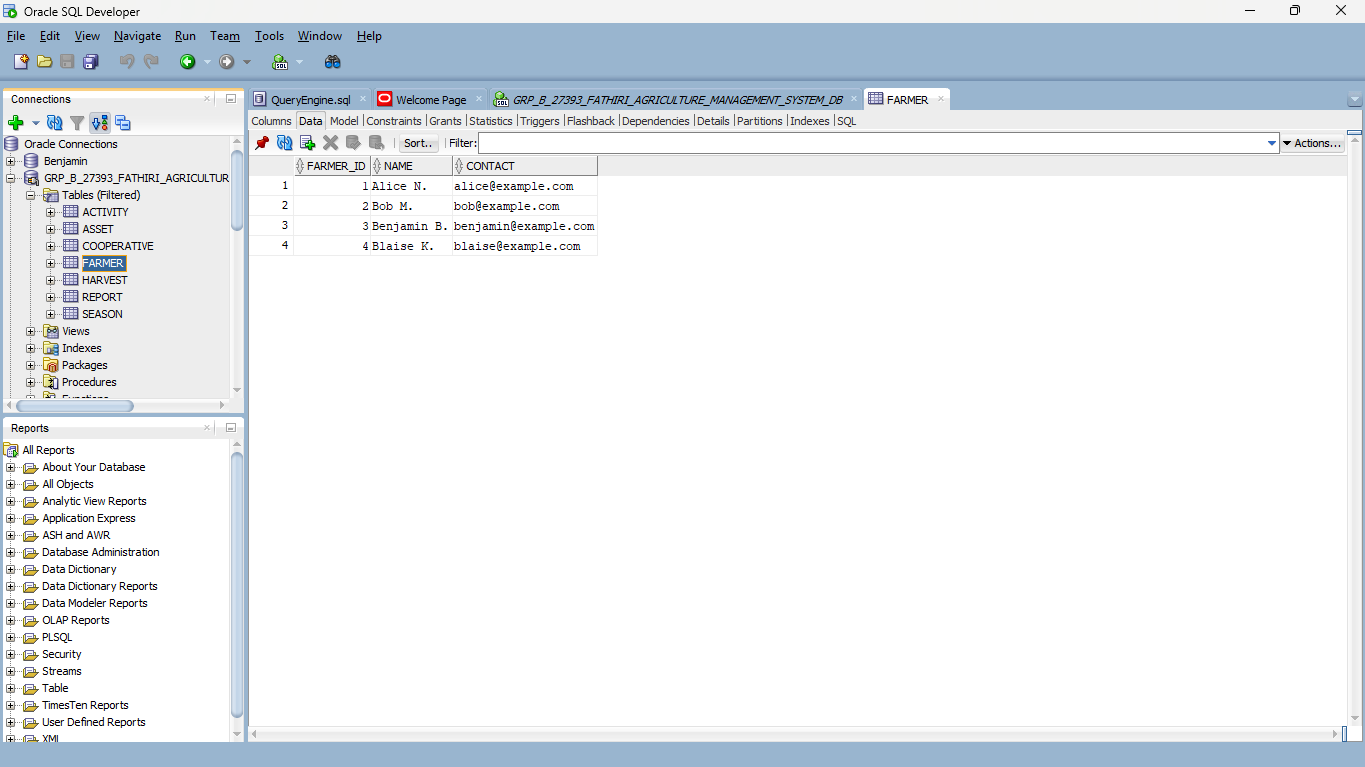 Oracle SQL Developer
File Edit View Navigate Run Team Tools Window Help
Connections
Oracle Connections
Benjamin
GRP_B_27393_FATHIRI_AGRICULTUR
Tables (Filtered)
ACTIVITY
ASSET
COOPERATIVE
FARMER
HARVEST
REPORT
SEASON
Views
Indexes
Packages
Procedures
Functions
Reports
All Reports
About Your Database
All Objects
Analytic View Reports
Application Express
ASH and AWR
Database Administration
Data Dictionary
Data Dictionary Reports
Data Modeler Reports
OLAP Reports
PLSQL
Security
Streams
Table
TimesTen Reports
User Defined Reports
XML
QueryEngine.sql Welcome Page GRP_B_27393_FATHIRI_AGRICULTURE_MANAGEMENT_SYSTEM_DB FARMER
Columns Data Model Constraints Grants Statistics Triggers Flashback Dependencies Details Partitions Indexes SQL
Sort.. Filter: Actions...
FARMER_ID NAME CONTACT
1 1 Alice N. alice@example.com
2 2 Bob M. bob@example.com
3 3 Benjamin B. benjamin@example.com
4 4 Blaise K. blaise@example.com